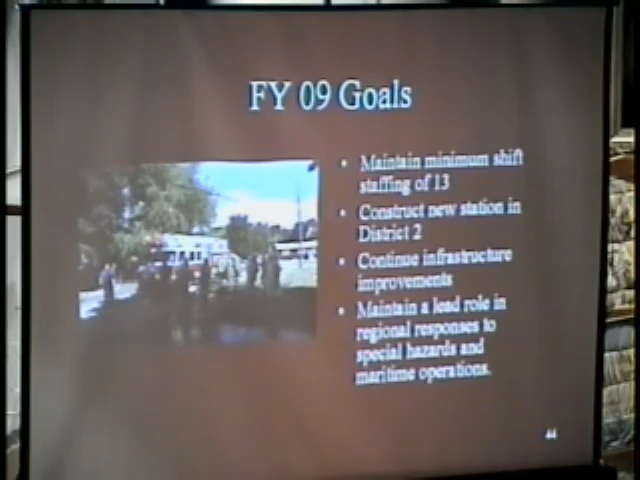 FY 09 Goals
• Maintain minimum shift
staffing of 13
• Construct new station in
District 2
• Continue infrastructure
improvements
• Maintain a lead role in
regional responses to
special hazards and
maritime operations.
44